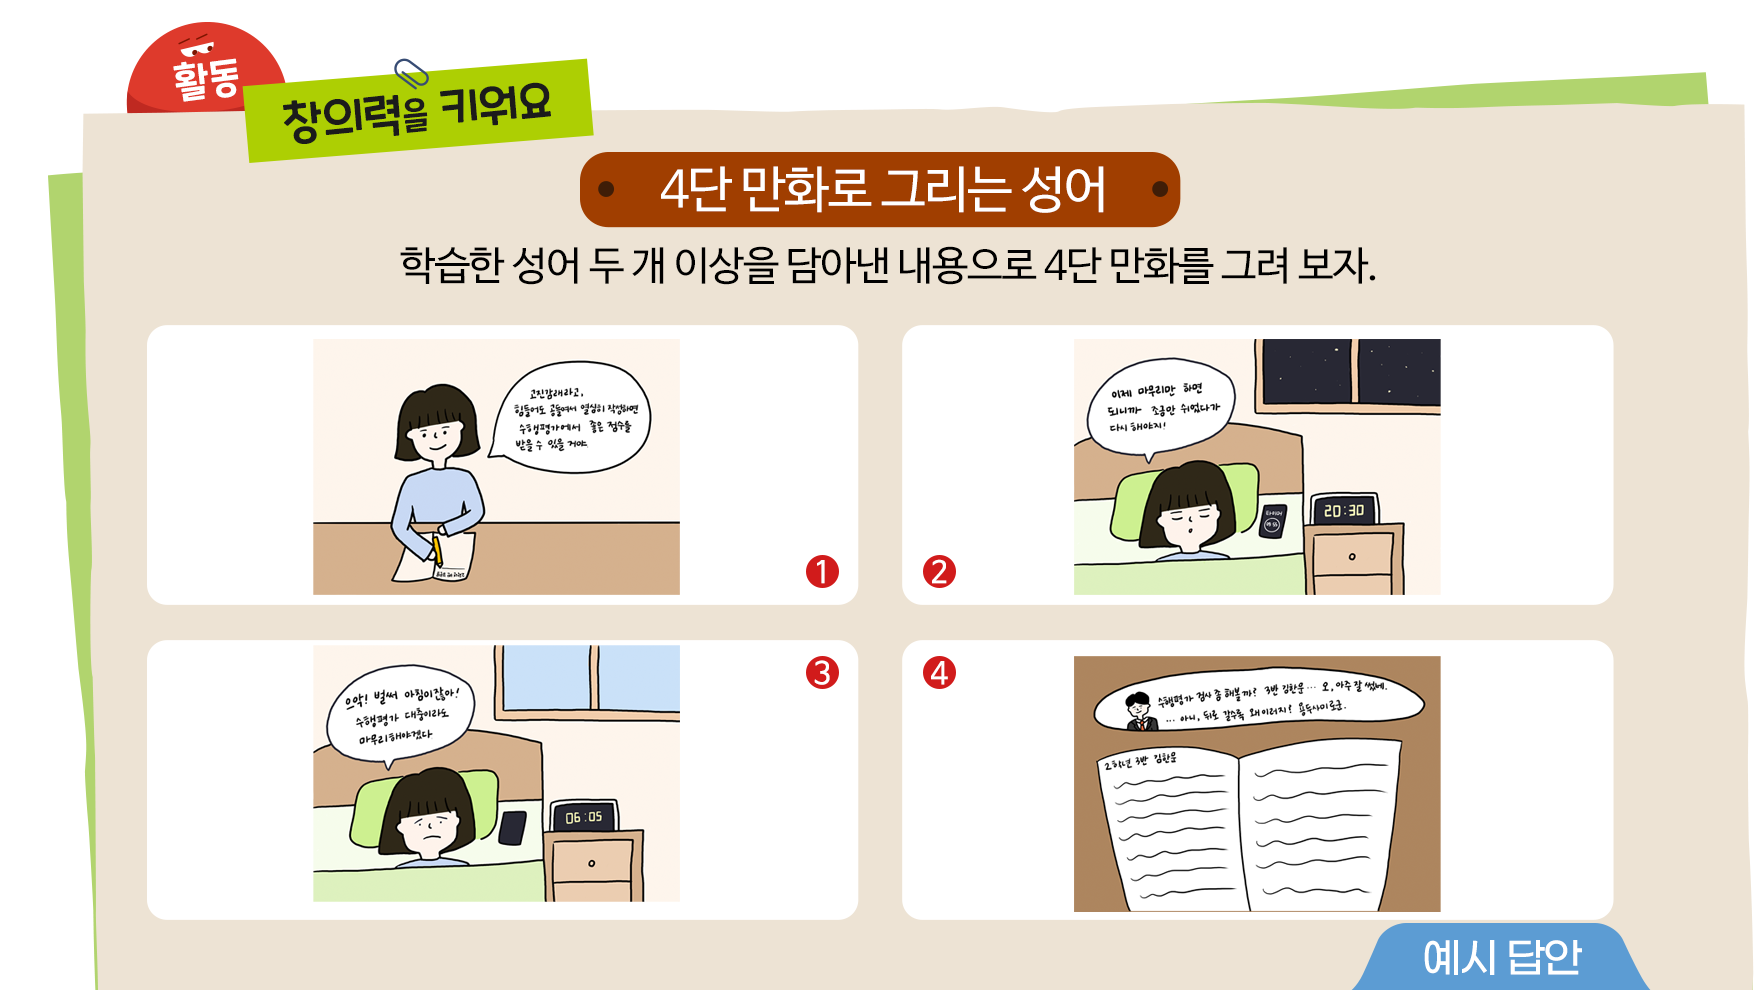 활동
창의력을 키워요
4단 만화로 그리는 성어
학습한 성어 두 개 이상을 담아낸 내용으로 4단 만화를 그려 보자.
고진감래라고,
힘들어도 공들여서 열심히 작성하면
수행평가에서 좋은 점수를
받을 수 있을 거야
1
이제 마무리만 하면
되니까 조금만 쉬었다가
다시 해야지!
20:30
2
으악! 벌써 아침이잖아!
수행평가 대충이라도
마무리해야겠다
06:05
3
4
수행평가 검사 좀 해볼까? 3반 김한문… 오, 아주 잘 썼네.
… 아니, 뒤로 갈수록 왜 이러지? 용두사미로군.
2학년 3반 김한문
예시 답안